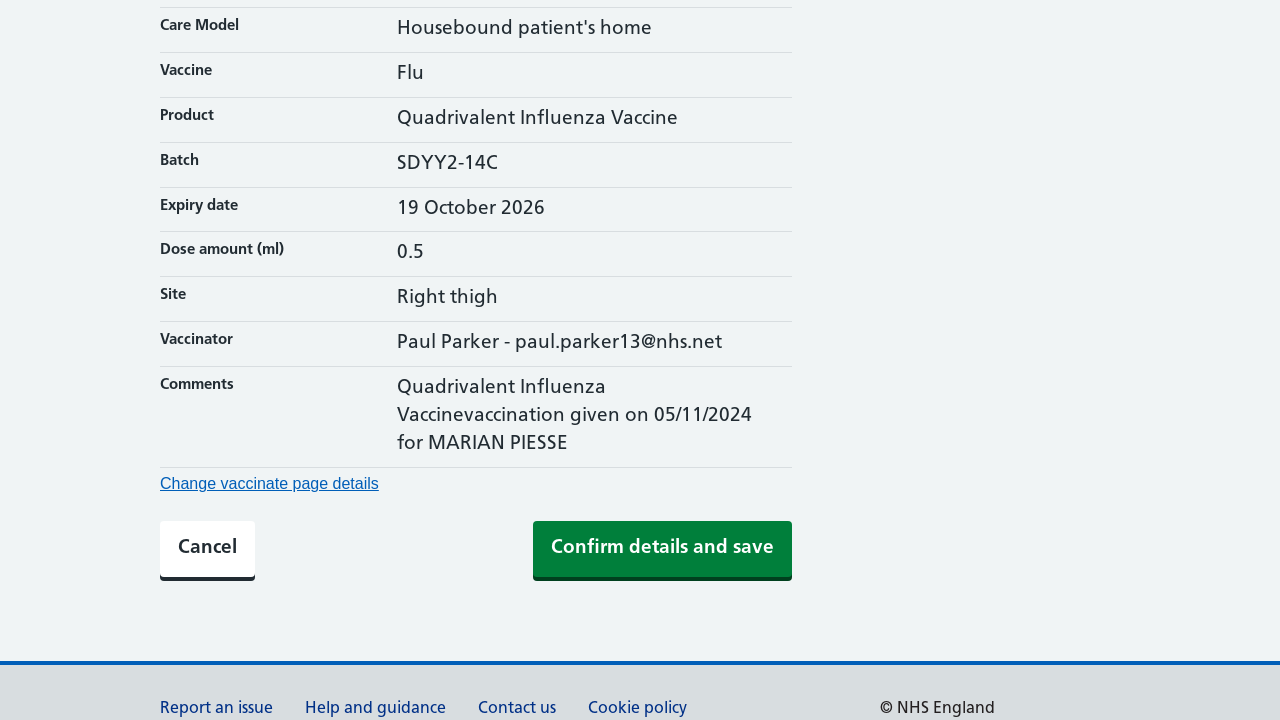 Care Model
Housebound patient's home
Vaccine
Flu
Product
Quadrivalent Influenza Vaccine
Batch
SDYY2-14C
Expiry date
19 October 2026
Dose amount (ml)
0.5
Site
Right thigh
Vaccinator
Paul Parker - paul.parker13@nhs.net
Comments
Quadrivalent Influenza
Vaccinevaccination given on 05/11/2024
for MARIAN PIESSE
Change vaccinate page details
Cancel
Confirm details and save
Report an issue
Help and guidance
Contact us
Cookie policy
© NHS England